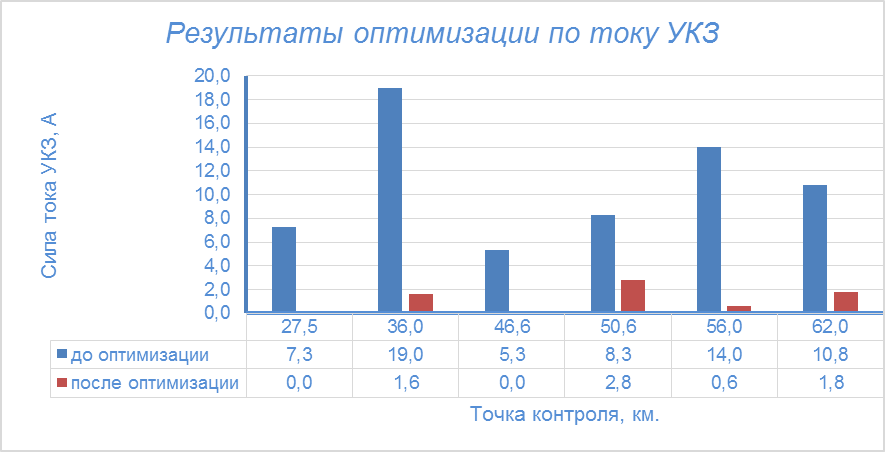 Результаты оптимизации по току УКЗ
Сила тока УКЗ, А
20,0
18,0
16,0
14,0
12,0
10,0
8,0
6,0
4,0
2,0
0,0
27,5 36,0 46,6 50,6 56,0 62,0
до оптимизации 7,3 19,0 5,3 8,3 14,0 10,8
после оптимизации 0,0 1,6 0,0 2,8 0,6 1,8
Точка контроля, км.